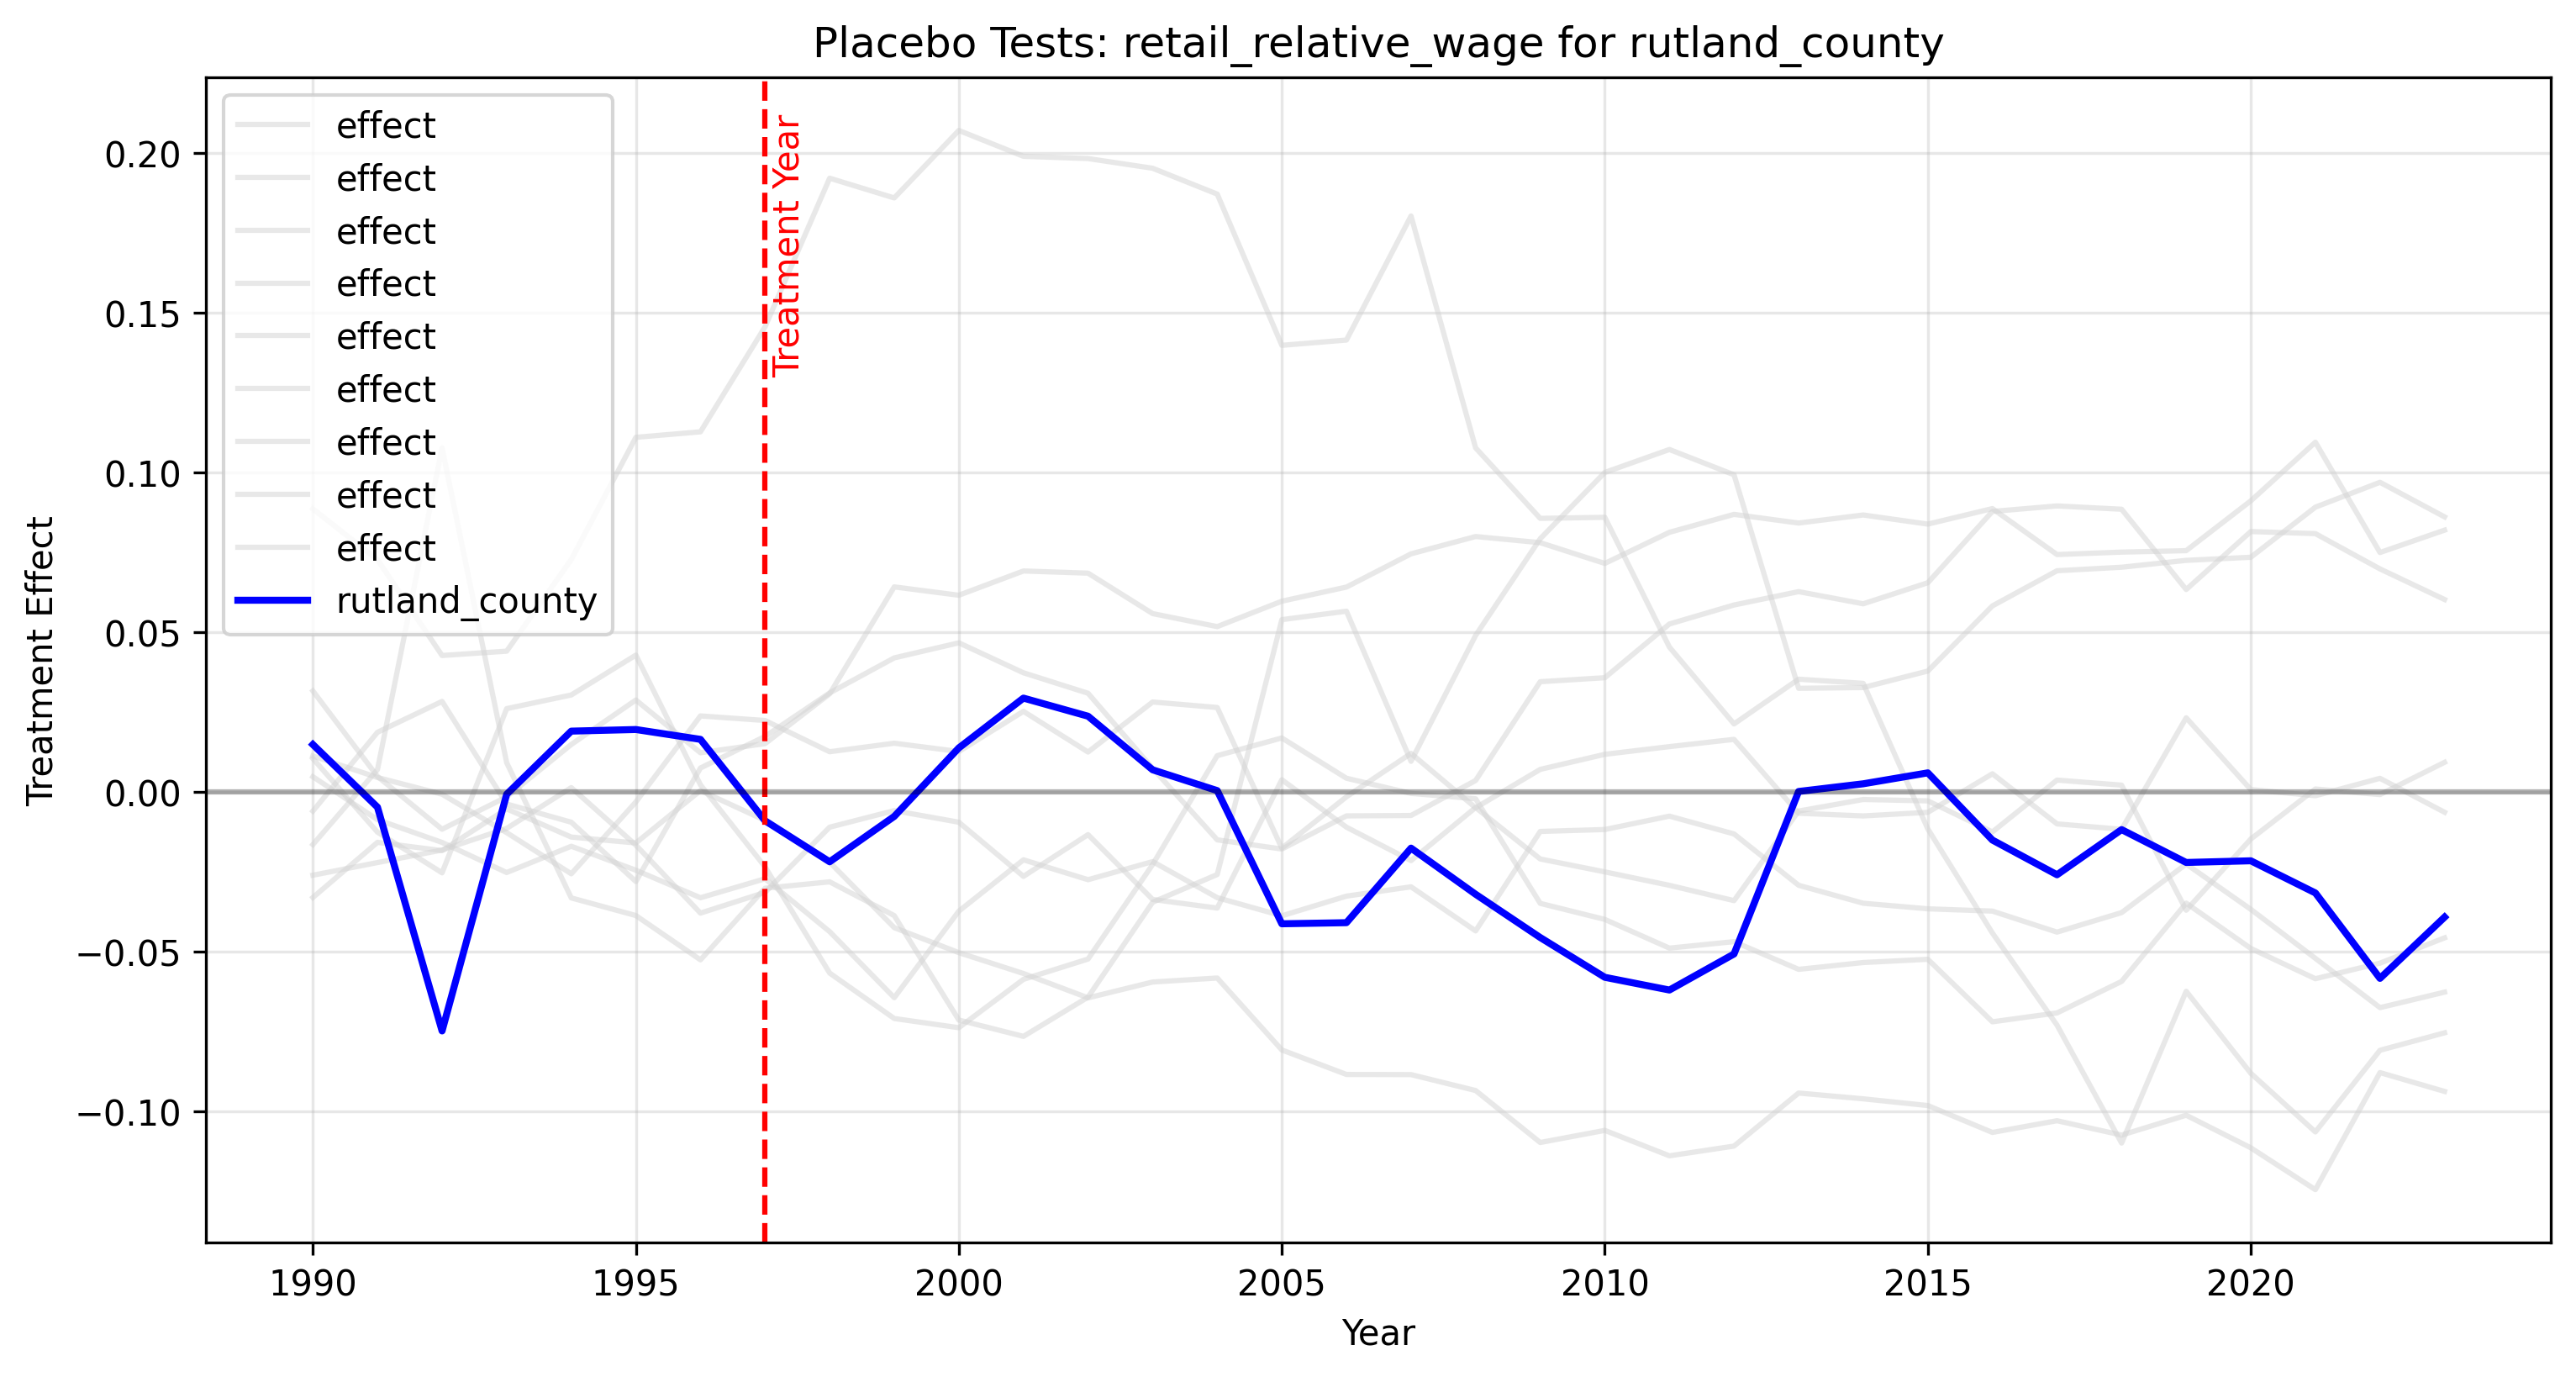 Placebo Tests: retail_relative_wage for rutland_county
effect
effect
effect
effect
effect
effect
effect
effect
effect
rutland_county
Treatment Year
Treatment Effect
0.20
0.15
0.10
0.05
0.00
−0.05
−0.10
1990
1995
2000
2005
2010
2015
2020
Year